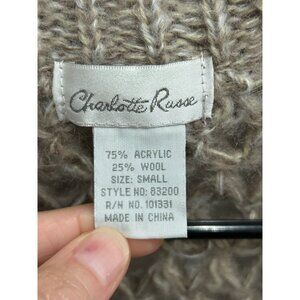 Charlotte Russe
75% ACRYLIC
25% WOOL
SIZE: SMALL
STYLE NO: 83200
R/N NO. 101331
MADE IN CHINA